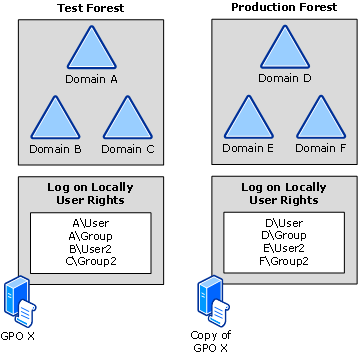 Test Forest
Domain A
Domain B
Domain C
Log on Locally
User Rights
A\User
A\Group
B\User2
C\Group2
GPO X
Production Forest
Domain D
Domain E
Domain F
Log on Locally
User Rights
D\User
D\Group
E\User2
F\Group2
Copy of
GPO X